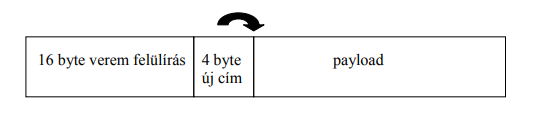 16 byte verem felülírás
4 byte
új cím
payload